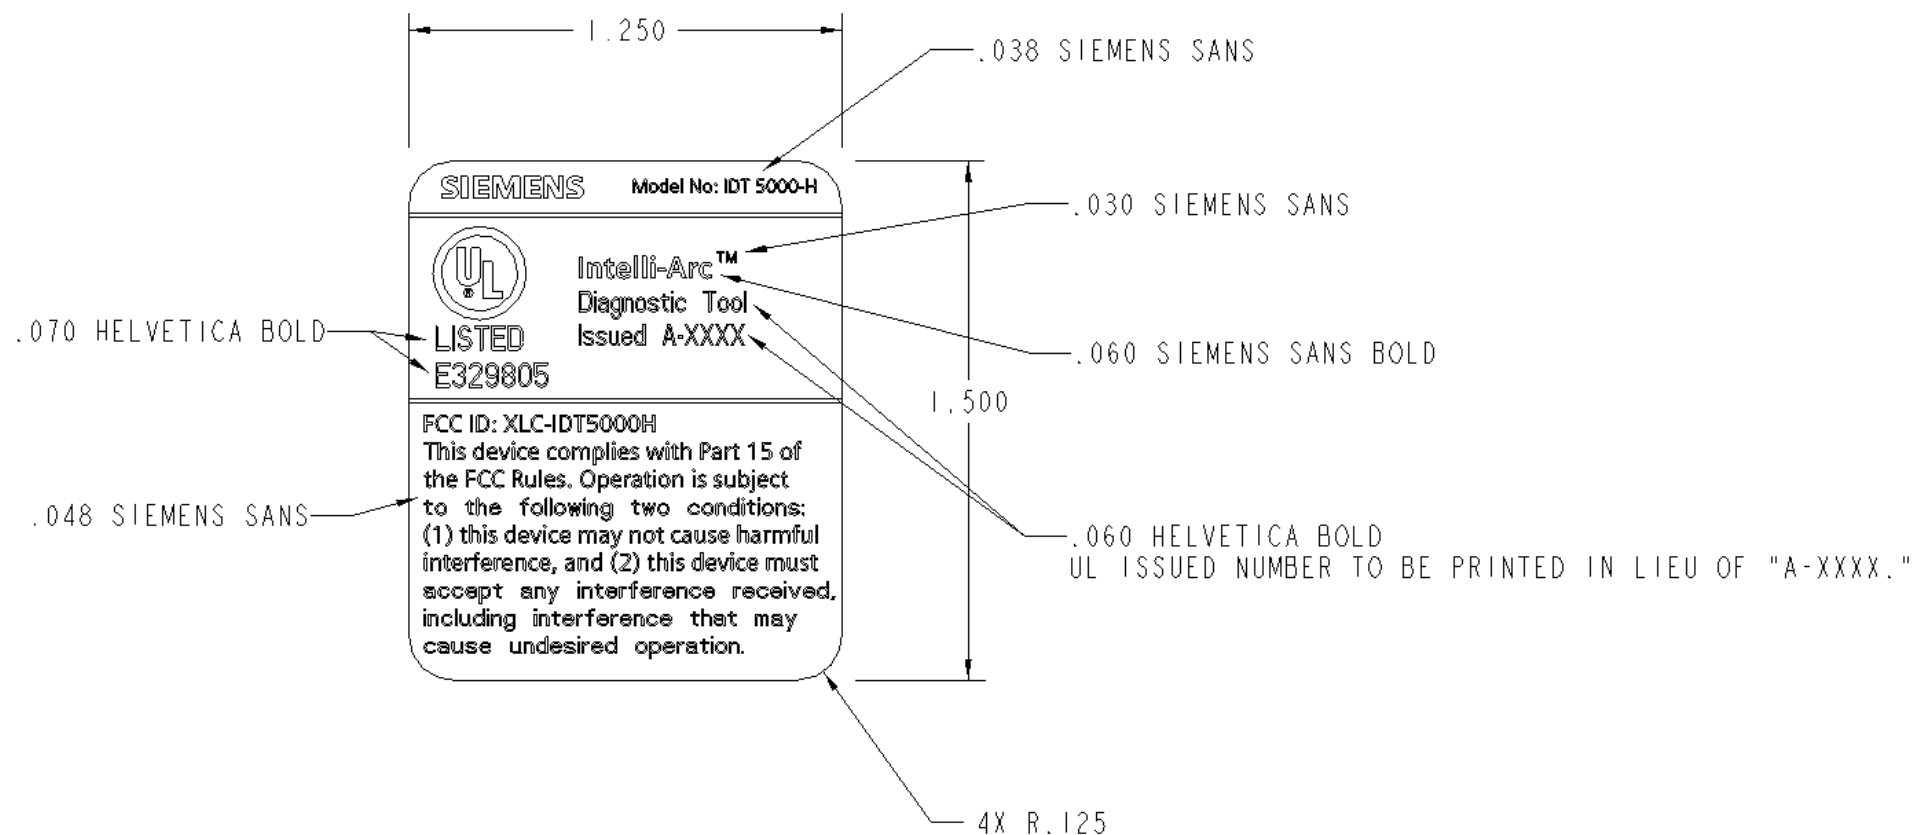 1.250
.038 SIEMENS SANS
SIEMENS Model No: IDT 5000-H
.030 SIEMENS SANS
UL
®
Intelli-Arc™
Diagnostic Tool
Issued A-XXXX
.070 HELVETICA BOLD
LISTED
E329805
.060 SIEMENS SANS BOLD
1.500
FCC ID: XLC-IDT5000H
This device complies with Part 15 of
the FCC Rules. Operation is subject
to the following two conditions:
(1) this device may not cause harmful
interference, and (2) this device must
accept any interference received,
including interference that may
cause undesired operation.
.048 SIEMENS SANS
.060 HELVETICA BOLD
UL ISSUED NUMBER TO BE PRINTED IN LIEU OF "A-XXXX."
4X R.125